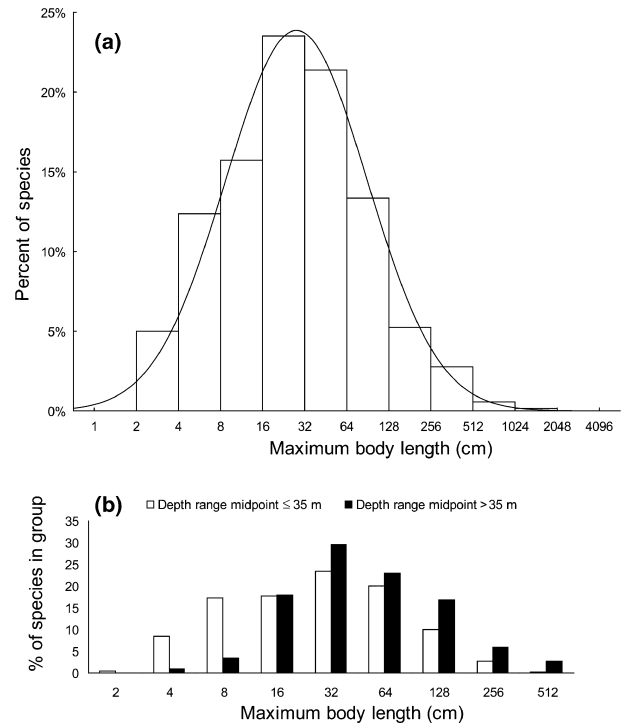 (a)
Percent of species
25%
20%
15%
10%
5%
0%
1 2 4 8 16 32 64 128 256 512 1024 2048 4096
Maximum body length (cm)
(b)
Depth range midpoint ≤ 35 m Depth range midpoint > 35 m
% of species in group
35
30
25
20
15
10
5
0
2 4 8 16 32 64 128 256 512
Maximum body length (cm)